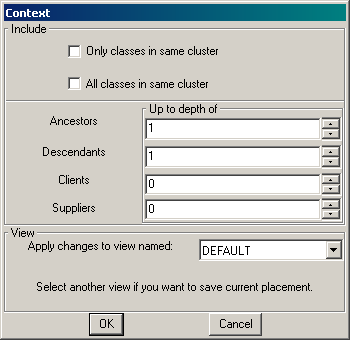 Context
Include
Only classes in same cluster
All classes in same cluster
Up to depth of
Ancestors 1
Descendants 1
Clients 0
Suppliers 0
View
Apply changes to view named: DEFAULT
Select another view if you want to save current placement.
OK Cancel